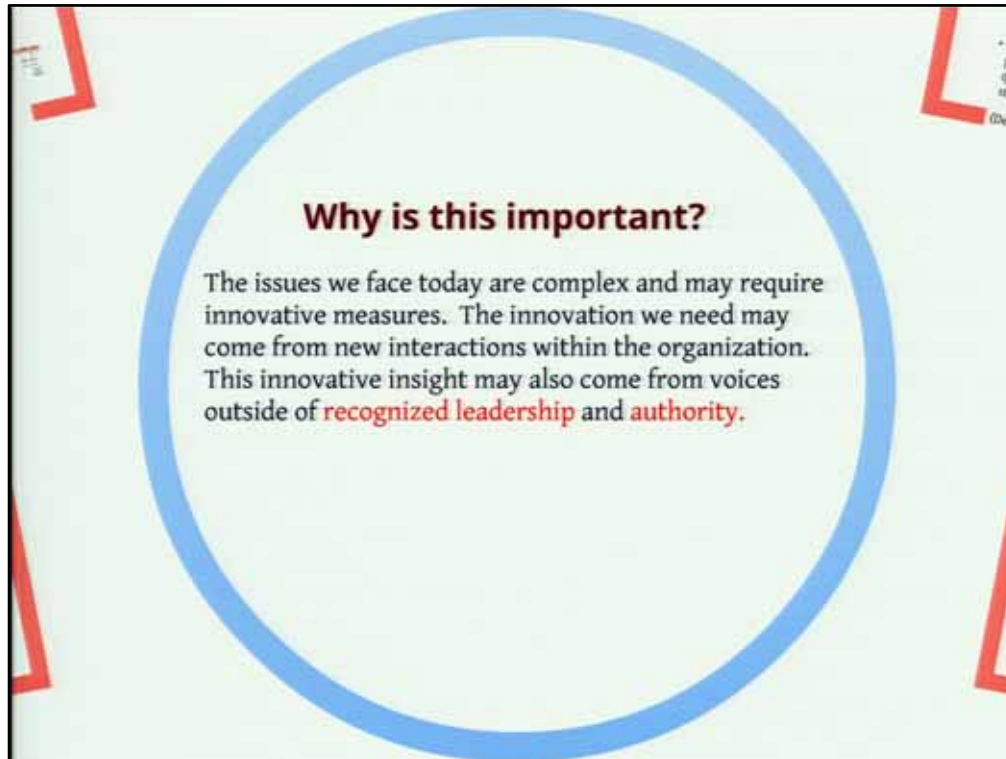 Why is this important?
The issues we face today are complex and may require
innovative measures.  The innovation we need may
come from new interactions within the organization.
This innovative insight may also come from voices
outside of recognized leadership and authority.